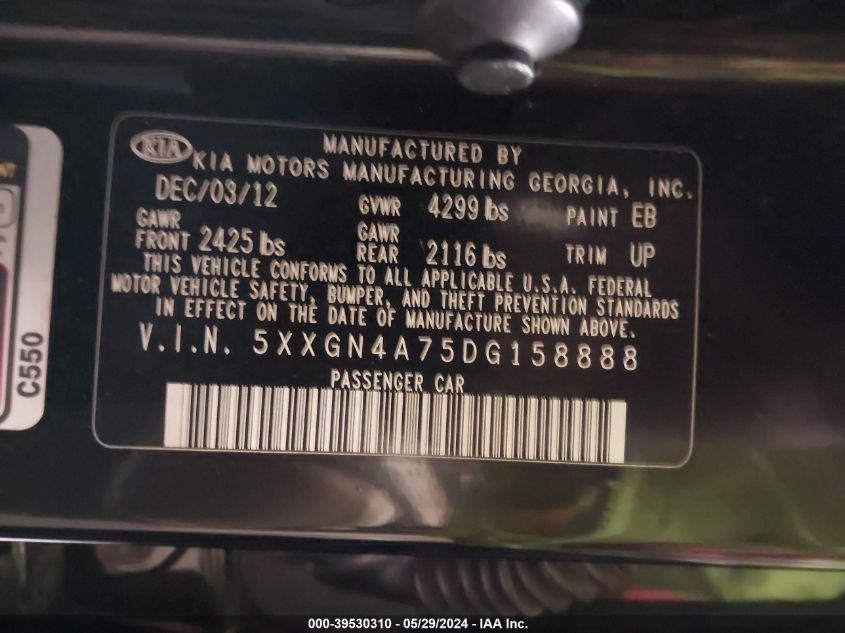 KIA
MANUFACTURED BY
KIA MOTORS MANUFACTURING GEORGIA, INC.
DEC/03/12 GVWR 4299 lbs PAINT EB
GAWR FRONT 2425 lbs GAWR REAR 2116 lbs TRIM UP
THIS VEHICLE CONFORMS TO ALL APPLICABLE U.S.A. FEDERAL
MOTOR VEHICLE SAFETY, BUMPER, AND THEFT PREVENTION STANDARDS
IN EFFECT ON THE DATE OF MANUFACTURE SHOWN ABOVE.
V.I.N. 5XXGN4A75DG158888
PASSENGER CAR
C550
000-39530310 - 05/29/2024 - IAA Inc.